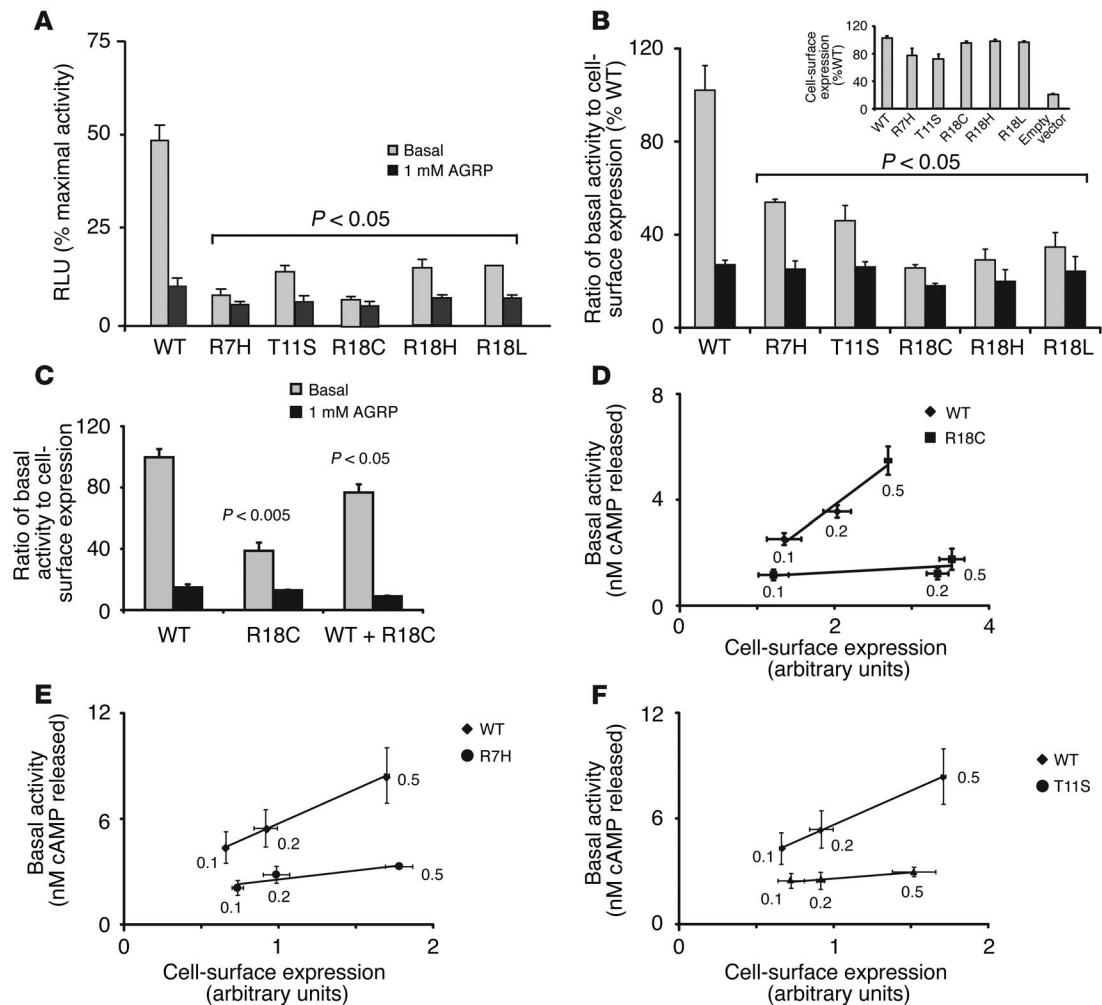 A
75
50
25
0
RLU (% maximal activity)
Basal
1 mM AGRP
P < 0.05
WT R7H T11S R18C R18H R18L
B
120
80
40
0
Ratio of basal activity to cell-
surface expression (% WT)
120
80
40
0
Cell-surface
expression
(%WT)
WT R7H T11S R18C R18H R18L Empty
vector
P < 0.05
WT R7H T11S R18C R18H R18L
C
Basal
1 mM AGRP
120
80
40
0
Ratio of basal
activity to cell-
surface expression
P < 0.005
P < 0.05
WT R18C WT + R18C
D
8
4
0
Basal activity
(nM cAMP released)
WT
R18C
0.1
0.2
0.5
0.1
0.2
0.5
0 2 4
Cell-surface expression
(arbitrary units)
E
12
6
0
Basal activity
(nM cAMP released)
WT
R7H
0.1
0.2
0.5
0.1
0.2
0.5
0 1 2
Cell-surface expression
(arbitrary units)
F
12
6
0
Basal activity
(nM cAMP released)
WT
T11S
0.1
0.2
0.5
0.1
0.2
0.5
0 1 2
Cell-surface expression
(arbitrary units)